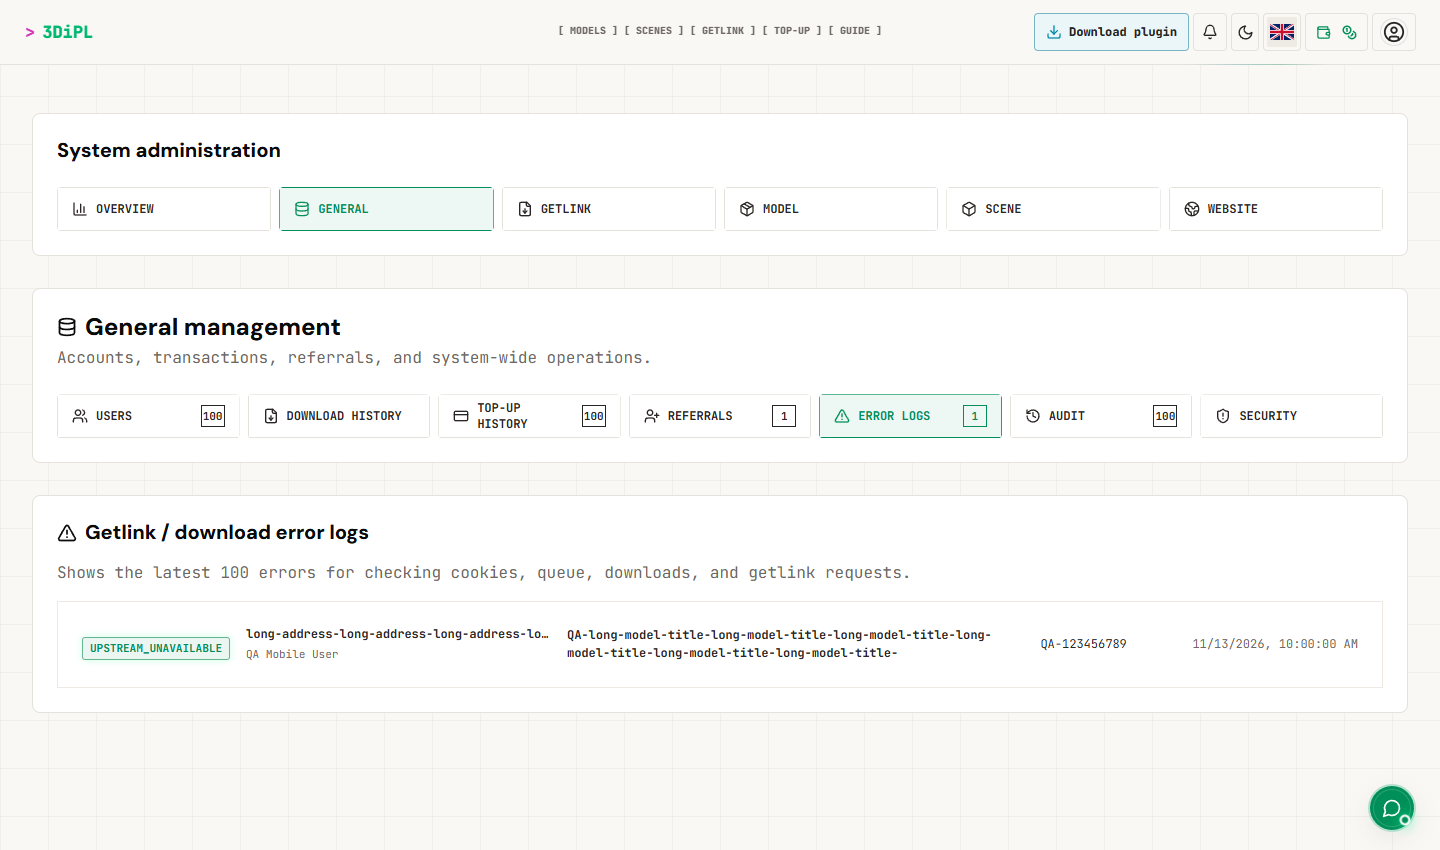 > 3DiPL
[ MODELS ] [ SCENES ] [ GETLINK ] [ TOP-UP ] [ GUIDE ]
Download plugin
System administration
OVERVIEW
GENERAL
GETLINK
MODEL
SCENE
WEBSITE
General management
Accounts, transactions, referrals, and system-wide operations.
USERS 100
DOWNLOAD HISTORY
TOP-UP
HISTORY 100
REFERRALS 1
ERROR LOGS 1
AUDIT 100
SECURITY
Getlink / download error logs
Shows the latest 100 errors for checking cookies, queue, downloads, and getlink requests.
UPSTREAM_UNAVAILABLE
long-address-long-address-long-address-lo…
QA Mobile User
QA-long-model-title-long-model-title-long-model-title-long-
model-title-long-model-title-long-model-title-
QA-123456789
11/13/2026, 10:00:00 AM